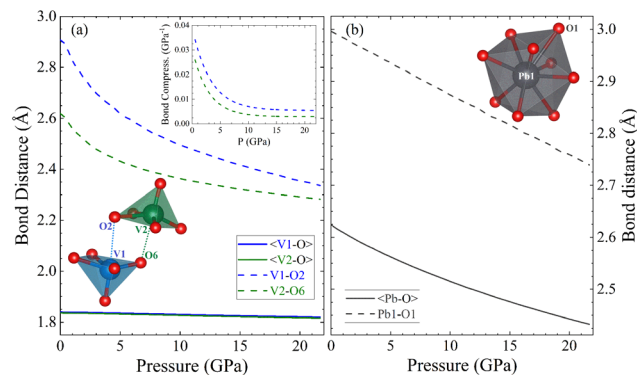 (a)
Bond Distance (Å)
3.0
2.8
2.6
2.4
2.2
2.0
1.8
0
5
10
15
20
Pressure (GPa)
Bond Compress. (GPa⁻¹)
0.04
0.03
0.02
0.01
0.00
0 5 10 15 20
P (GPa)
O2
V2
V1
O6
<V1-O>
<V2-O>
V1-O2
V2-O6
(b)
O1
Pb1
<Pb-O>
Pb1-O1
0
5
10
15
20
Pressure (GPa)
3.0
2.9
2.8
2.7
2.6
2.5
Bond distance (Å)